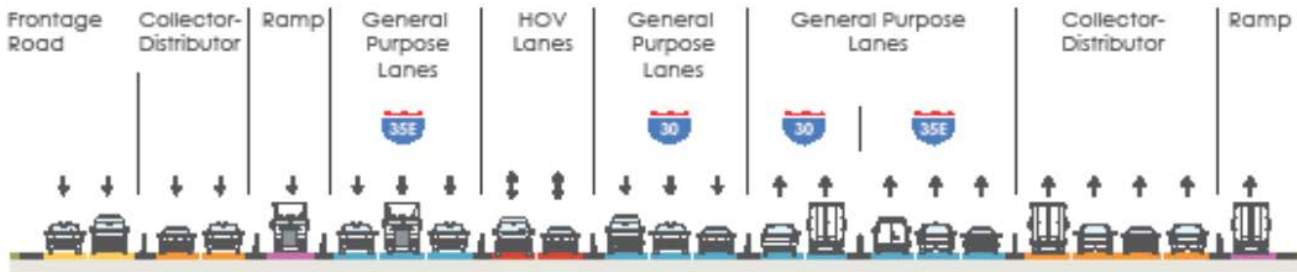 Frontage
Road
Collector-
Distributor
Ramp
General
Purpose
Lanes
35E
HOV
Lanes
General
Purpose
Lanes
30
General Purpose
Lanes
30
35E
Collector-
Distributor
Ramp